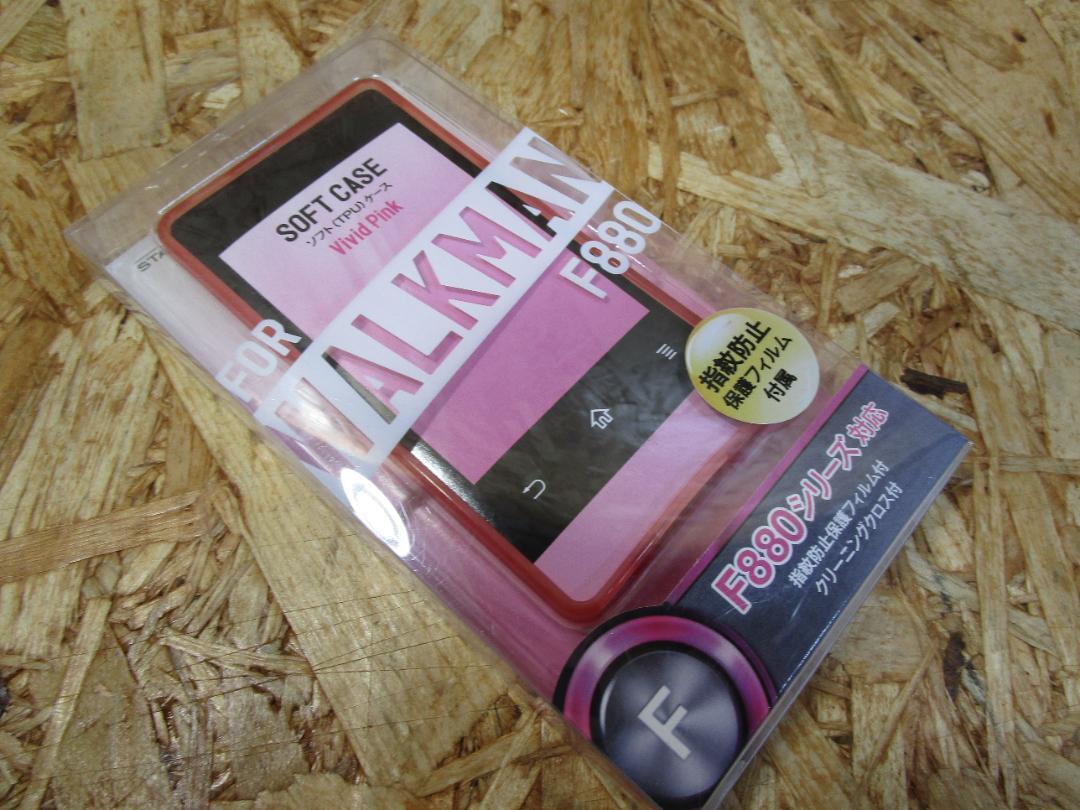 SOFT CASE
ソフト(TPU)ケース
Vivid Pink
FOR
WALKMAN
F880
指紋防止
保護フィルム
付属
F880シリーズ 対応
指紋防止保護フィルム付
クリーニングクロス付
F